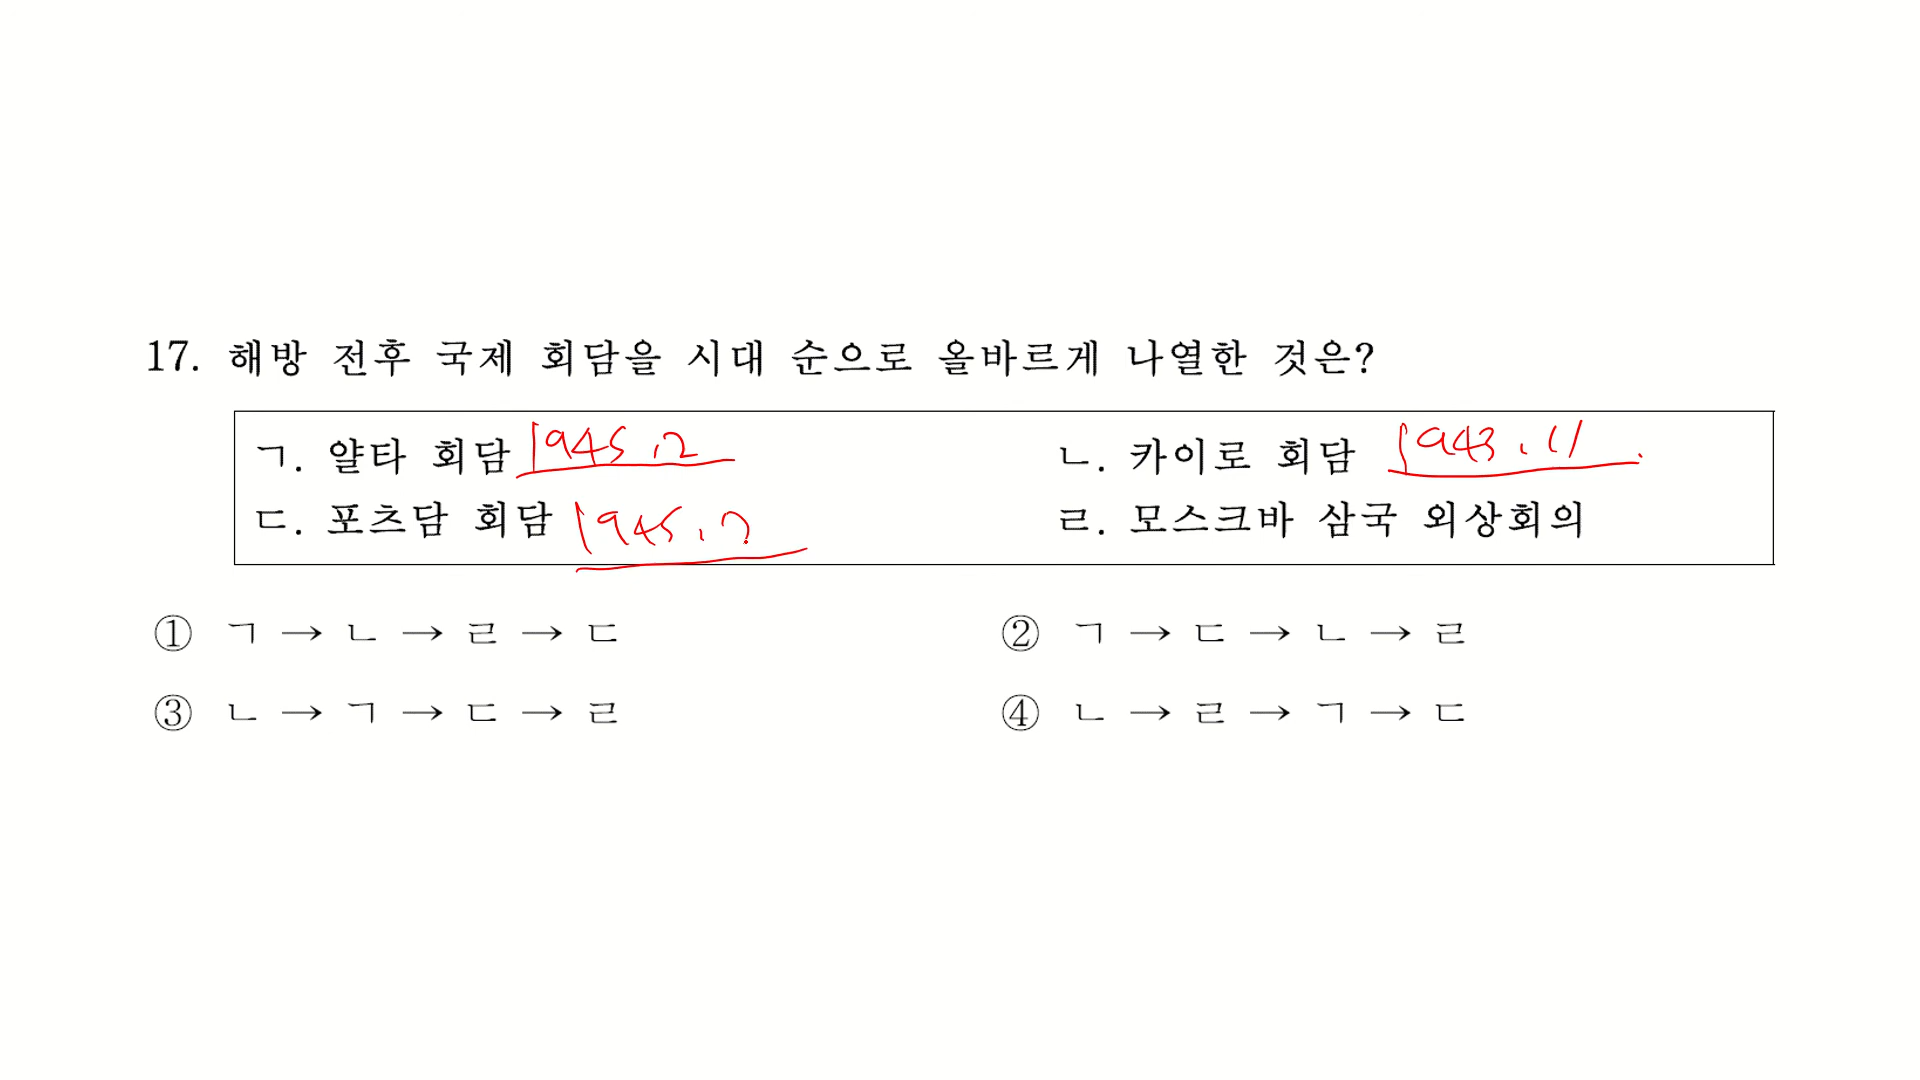 17. 해방 전후 국제 회담을 시대 순으로 올바르게 나열한 것은?
ㄱ. 얄타 회담 1945.2 ㄴ. 카이로 회담 1943.11.
ㄷ. 포츠담 회담 1945.7 ㄹ. 모스크바 삼국 외상회의
① ㄱ → ㄴ → ㄹ → ㄷ ② ㄱ → ㄷ → ㄴ → ㄹ
③ ㄴ → ㄱ → ㄷ → ㄹ ④ ㄴ → ㄹ → ㄱ → ㄷ